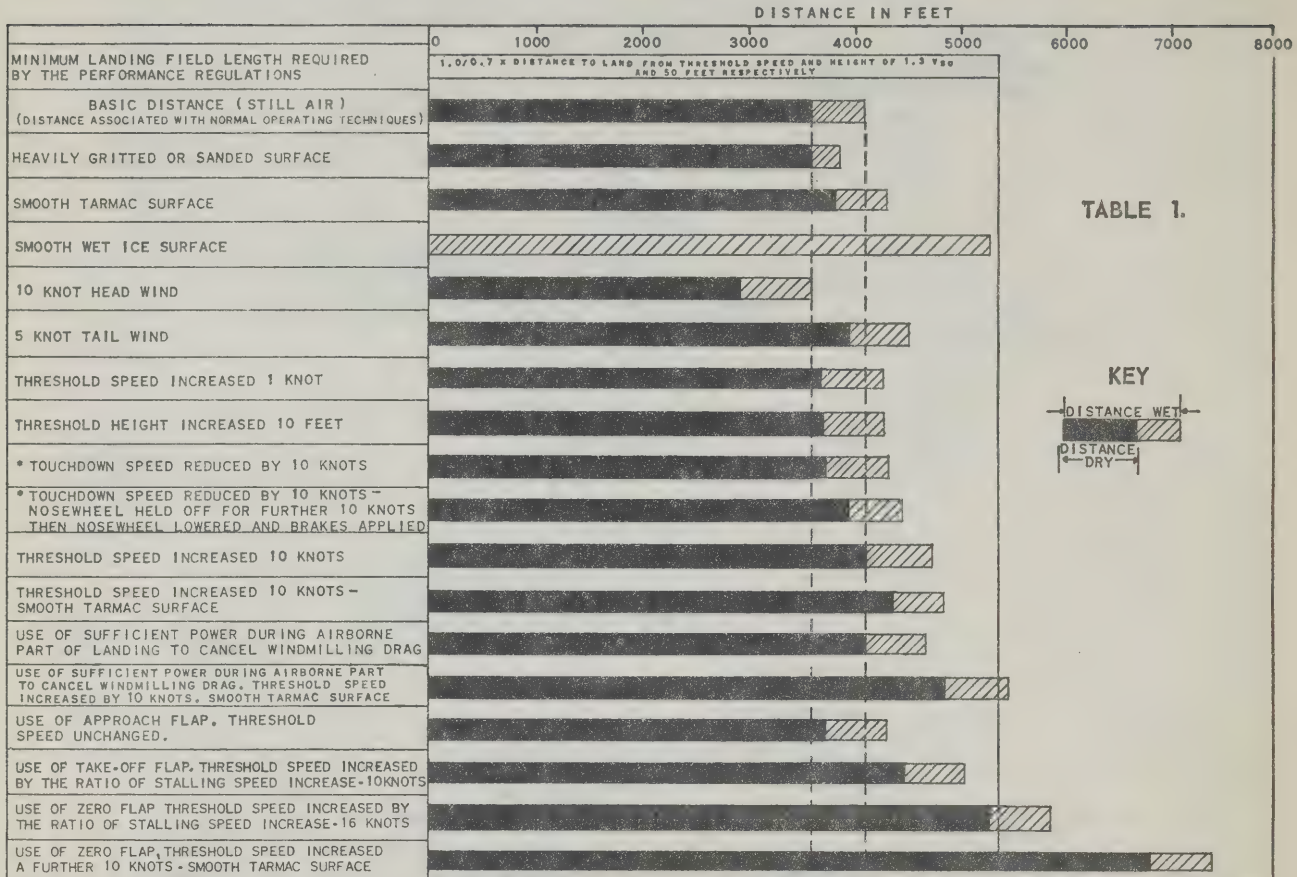 DISTANCE IN FEET
0 1000 2000 3000 4000 5000 6000 7000 8000
MINIMUM LANDING FIELD LENGTH REQUIRED
BY THE PERFORMANCE REGULATIONS
1.0/0.7 x DISTANCE TO LAND FROM THRESHOLD SPEED AND HEIGHT OF 1.3 VSO
AND 50 FEET RESPECTIVELY
BASIC DISTANCE (STILL AIR)
(DISTANCE ASSOCIATED WITH NORMAL OPERATING TECHNIQUES)
HEAVILY GRITTED OR SANDED SURFACE
SMOOTH TARMAC SURFACE
TABLE 1.
SMOOTH WET ICE SURFACE
10 KNOT HEAD WIND
5 KNOT TAIL WIND
THRESHOLD SPEED INCREASED 1 KNOT
KEY
DISTANCE WET
DISTANCE
DRY
THRESHOLD HEIGHT INCREASED 10 FEET
* TOUCHDOWN SPEED REDUCED BY 10 KNOTS
* TOUCHDOWN SPEED REDUCED BY 10 KNOTS-
NOSEWHEEL HELD OFF FOR FURTHER 10 KNOTS
THEN NOSEWHEEL LOWERED AND BRAKES APPLIED
THRESHOLD SPEED INCREASED 10 KNOTS
THRESHOLD SPEED INCREASED 10 KNOTS-
SMOOTH TARMAC SURFACE
USE OF SUFFICIENT POWER DURING AIRBORNE
PART OF LANDING TO CANCEL WINDMILLING DRAG
USE OF SUFFICIENT POWER DURING AIRBORNE PART
TO CANCEL WINDMILLING DRAG. THRESHOLD SPEED
INCREASED BY 10 KNOTS. SMOOTH TARMAC SURFACE
USE OF APPROACH FLAP. THRESHOLD
SPEED UNCHANGED.
USE OF TAKE-OFF FLAP. THRESHOLD SPEED INCREASED
BY THE RATIO OF STALLING SPEED INCREASE-10KNOTS
USE OF ZERO FLAP THRESHOLD SPEED INCREASED BY
THE RATIO OF STALLING SPEED INCREASE-16 KNOTS
USE OF ZERO FLAP, THRESHOLD SPEED INCREASED
A FURTHER 10 KNOTS-SMOOTH TARMAC SURFACE